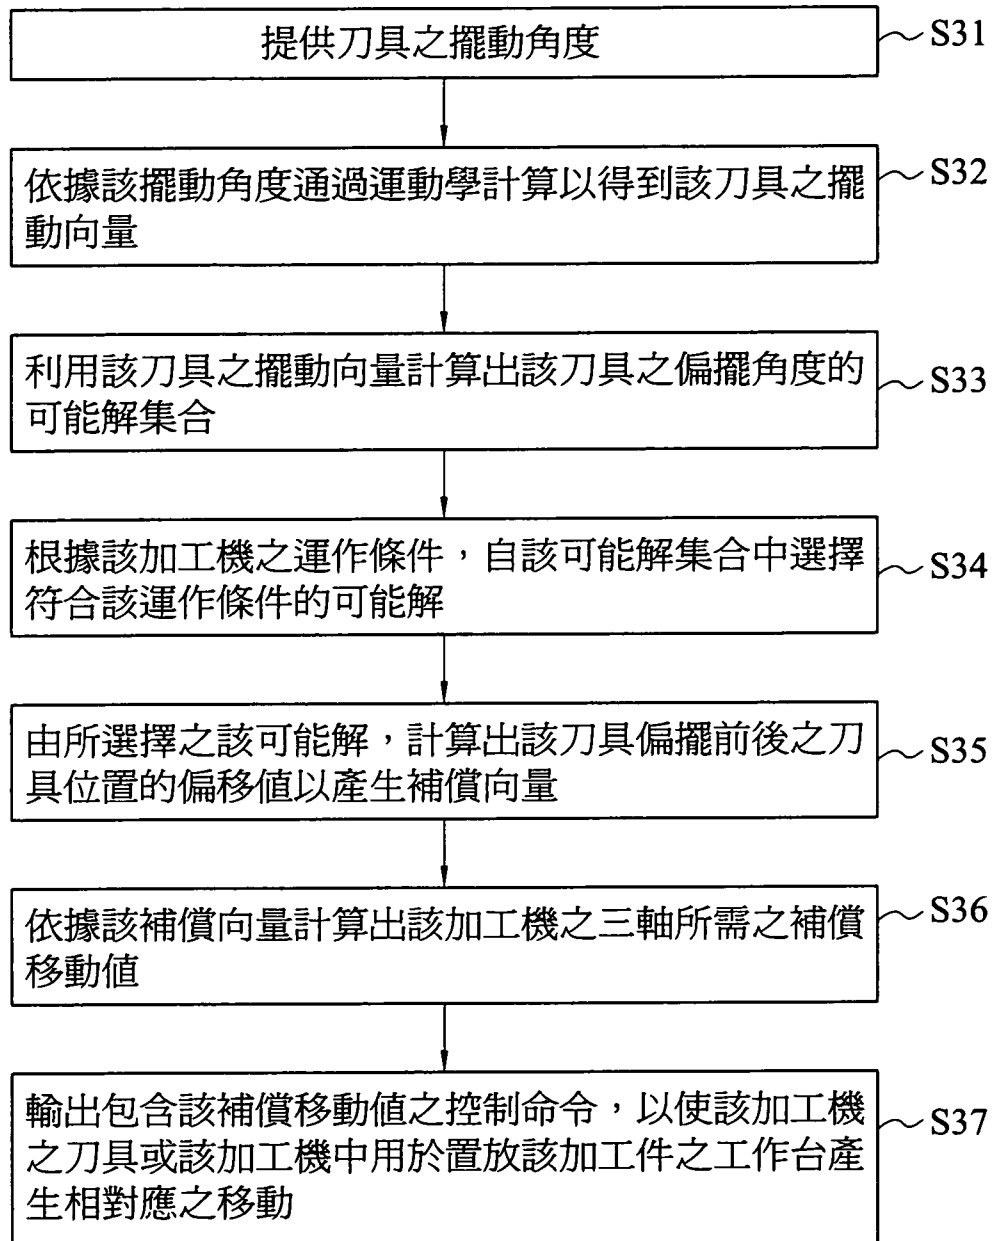 提供刀具之擺動角度
S31
依據該擺動角度通過運動學計算以得到該刀具之擺
動向量
S32
利用該刀具之擺動向量計算出該刀具之偏擺角度的
可能解集合
S33
根據該加工機之運作條件，自該可能解集合中選擇
符合該運作條件的可能解
S34
由所選擇之該可能解，計算出該刀具偏擺前後之刀
具位置的偏移值以產生補償向量
S35
依據該補償向量計算出該加工機之三軸所需之補償
移動值
S36
輸出包含該補償移動值之控制命令，以使該加工機
之刀具或該加工機中用於置放該加工件之工作台產
生相對應之移動
S37